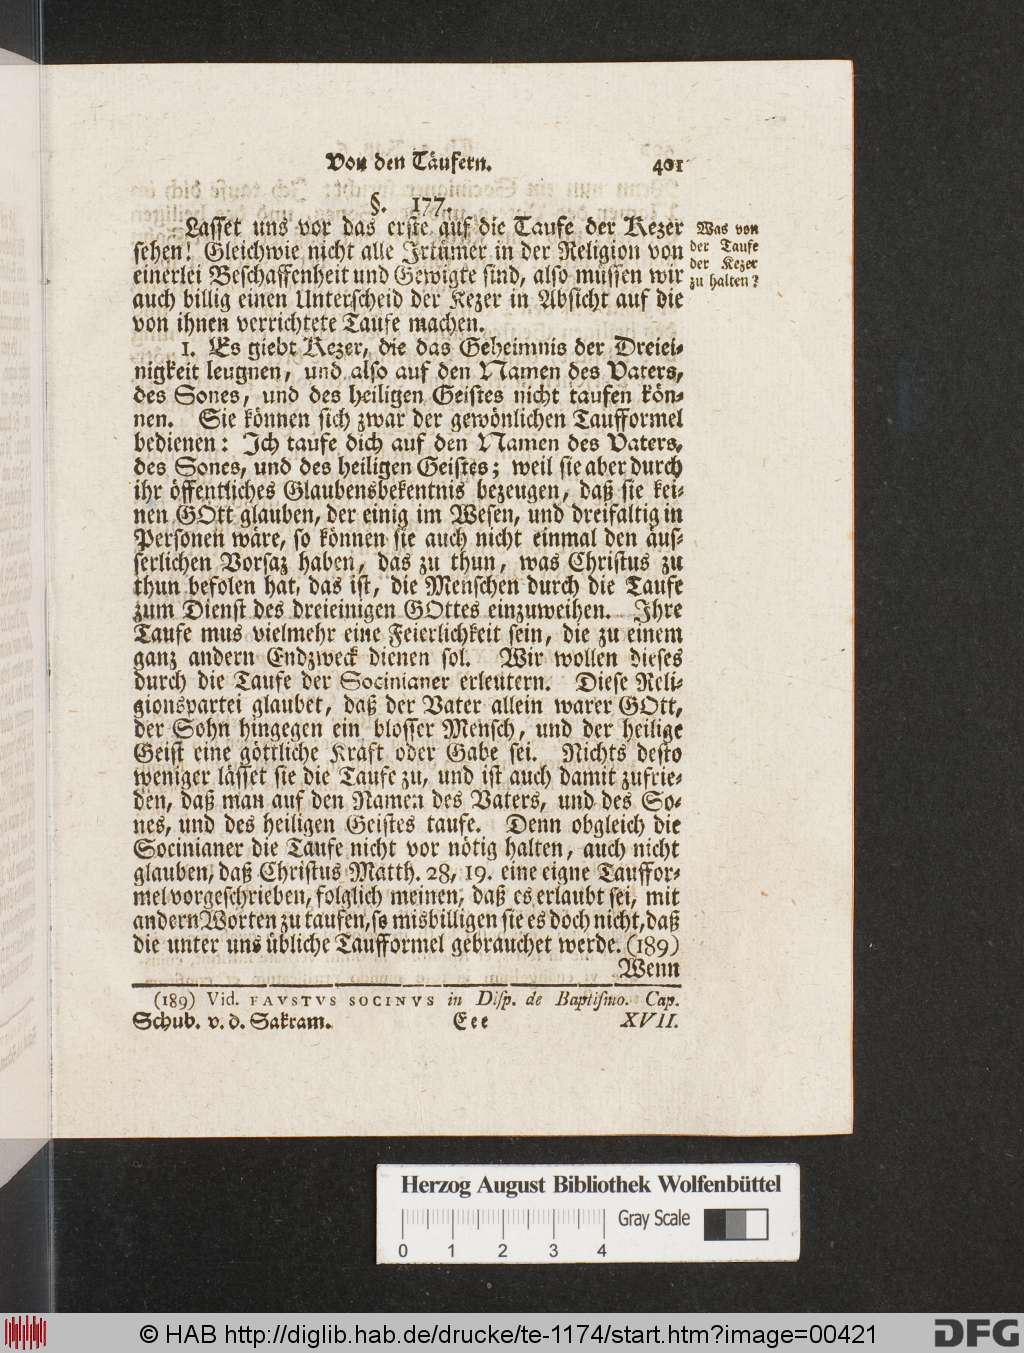 Von den Täufern. 401
§. 177.
Lasset uns vor das erste auf die Taufe der Kezer
sehen! Gleichwie nicht alle Irtümer in der Religion von
einerlei Beschaffenheit und Gewigte sind, also müssen wir
auch billig einen Unterscheid der Kezer in Absicht auf die
von ihnen verrichtete Taufe machen.
Was von
der Taufe
der Kezer
zu halten?
1. Es giebt Kezer, die das Geheimnis der Dreiei-
nigkeit leugnen, und also auf den Namen des Vaters,
des Sones, und des heiligen Geistes nicht taufen kön-
nen. Sie können sich zwar der gewönlichen Taufformel
bedienen: Ich taufe dich auf den Namen des Vaters,
des Sones, und des heiligen Geistes; weil sie aber durch
ihr öffentliches Glaubensbekentnis bezeugen, daß sie kei-
nen GOtt glauben, der einig im Wesen, und dreifaltig in
Personen wäre, so können sie auch nicht einmal den äus-
serlichen Vorsaz haben, das zu thun, was Christus zu
thun befolen hat, das ist, die Menschen durch die Taufe
zum Dienst des dreieinigen GOttes einzuweihen. Ihre
Taufe mus vielmehr eine Feierlichkeit sein, die zu einem
ganz andern Endzweck dienen sol. Wir wollen dieses
durch die Taufe der Socinianer erleutern. Diese Reli-
gionspartei glaubet, daß der Vater allein warer GOtt,
der Sohn hingegen ein blosser Mensch, und der heilige
Geist eine göttliche Kraft oder Gabe sei. Nichts desto
weniger lässet sie die Taufe zu, und ist auch damit zufrie-
den, daß man auf den Namen des Vaters, und des So-
nes, und des heiligen Geistes taufe. Denn obgleich die
Socinianer die Taufe nicht vor nötig halten, auch nicht
glauben, daß Christus Matth. 28, 19. eine eigne Tauffor-
mel vorgeschrieben, folglich meinen, daß es erlaubt sei, mit
andern Worten zu taufen, so misbilligen sie es doch nicht, daß
die unter uns übliche Taufformel gebrauchet werde. (189)
Wenn
(189) Vid. FAVSTVS SOCINVS in Disp. de Baptismo. Cap.
Schub. v. d. Sakram. Eee XVII.
Herzog August Bibliothek Wolfenbüttel
Gray Scale
0 1 2 3 4
© HAB http://diglib.hab.de/drucke/te-1174/start.htm?image=00421
DFG